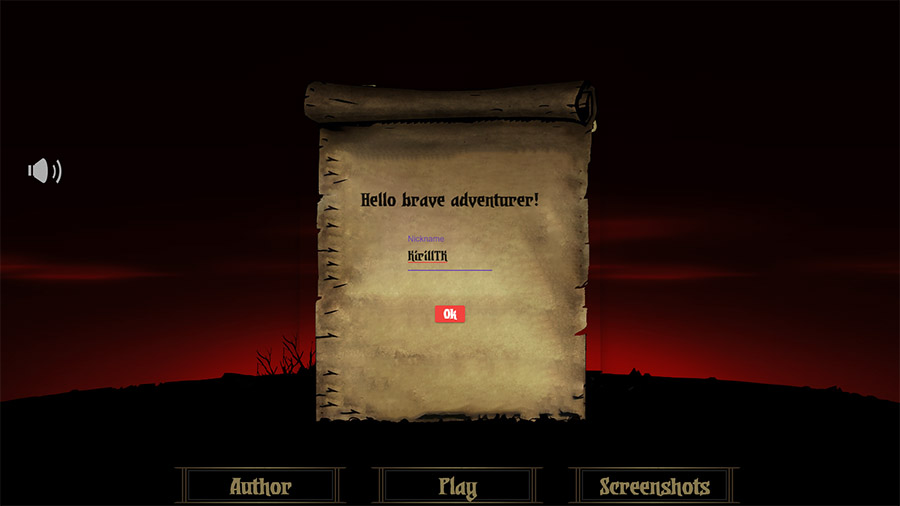 Hello brave adventurer!
Nickname
KirillTK
Ok
Author
Play
Screenshots